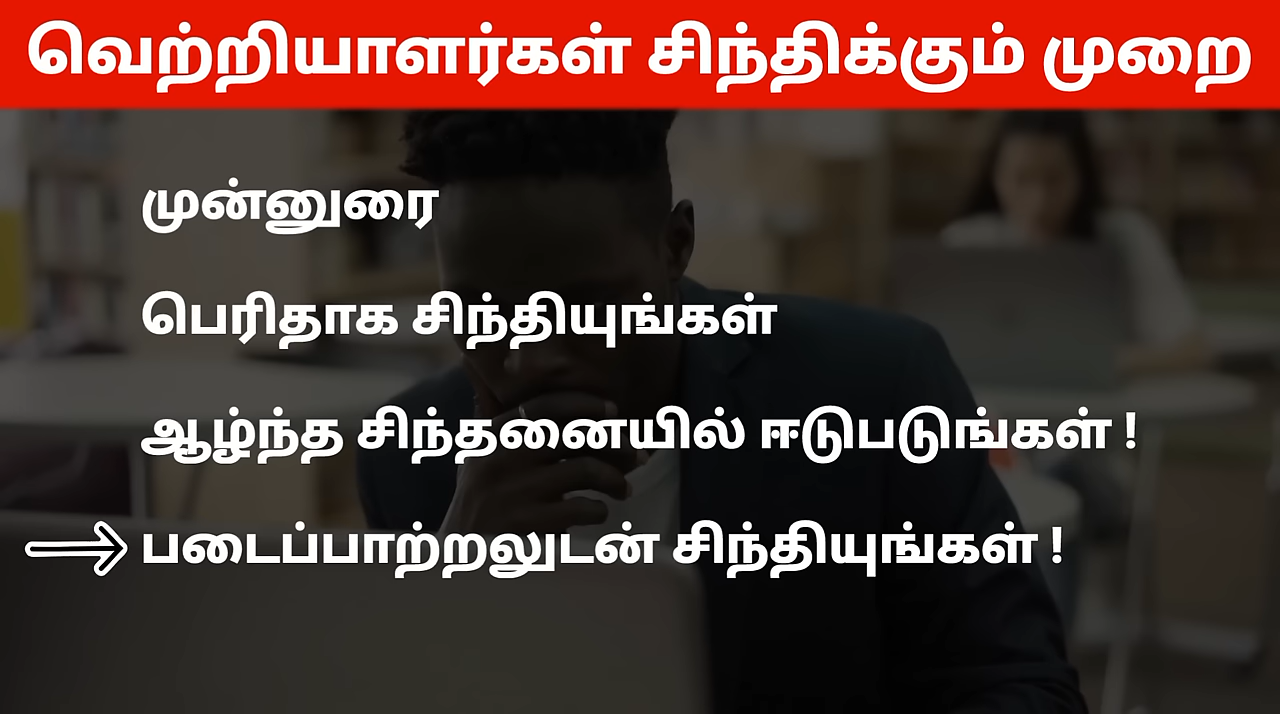 வெற்றியாளர்கள் சிந்திக்கும் முறை
முன்னுரை
பெரிதாக சிந்தியுங்கள்
ஆழ்ந்த சிந்தனையில் ஈடுபடுங்கள் !
படைப்பாற்றலுடன் சிந்தியுங்கள் !